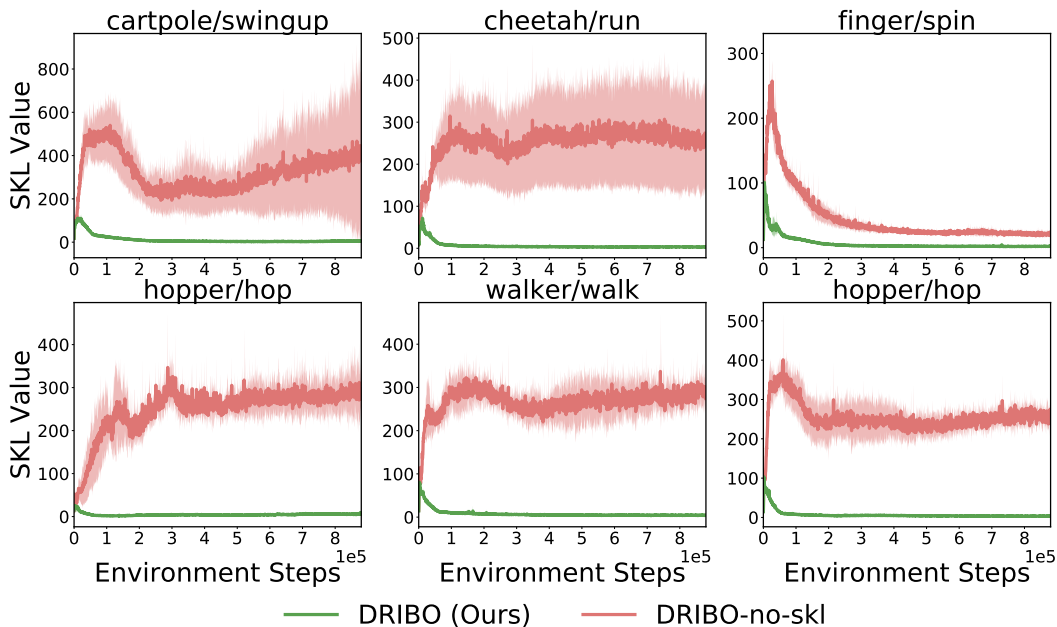 cartpole/swingup
cheetah/run
finger/spin
SKL Value
800
600
400
200
0
0 1 2 3 4 5 6 7 8
500
400
300
200
100
0
0 1 2 3 4 5 6 7 8
300
200
100
0
0 1 2 3 4 5 6 7 8
hopper/hop
walker/walk
hopper/hop
SKL Value
400
300
200
100
0
0 1 2 3 4 5 6 7 8
1e5
Environment Steps
400
300
200
100
0
0 1 2 3 4 5 6 7 8
1e5
Environment Steps
500
400
300
200
100
0
0 1 2 3 4 5 6 7 8
1e5
Environment Steps
DRIBO (Ours)
DRIBO-no-skl